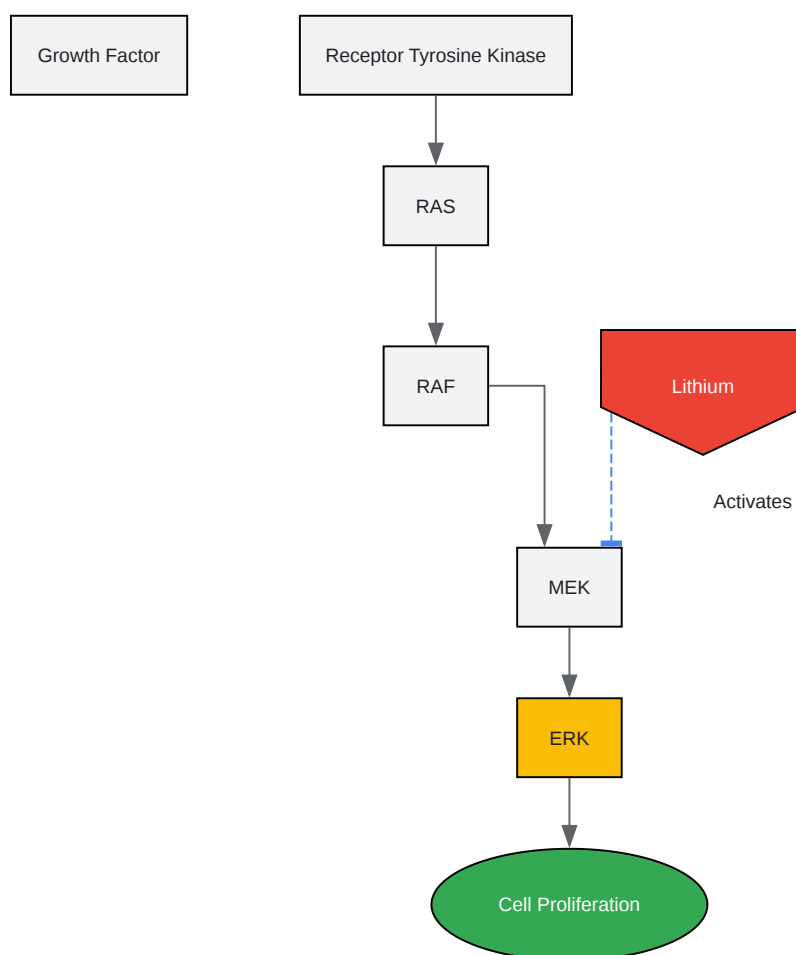 Growth Factor
Receptor Tyrosine Kinase
RAS
RAF
Lithium
Activates
MEK
ERK
Cell Proliferation